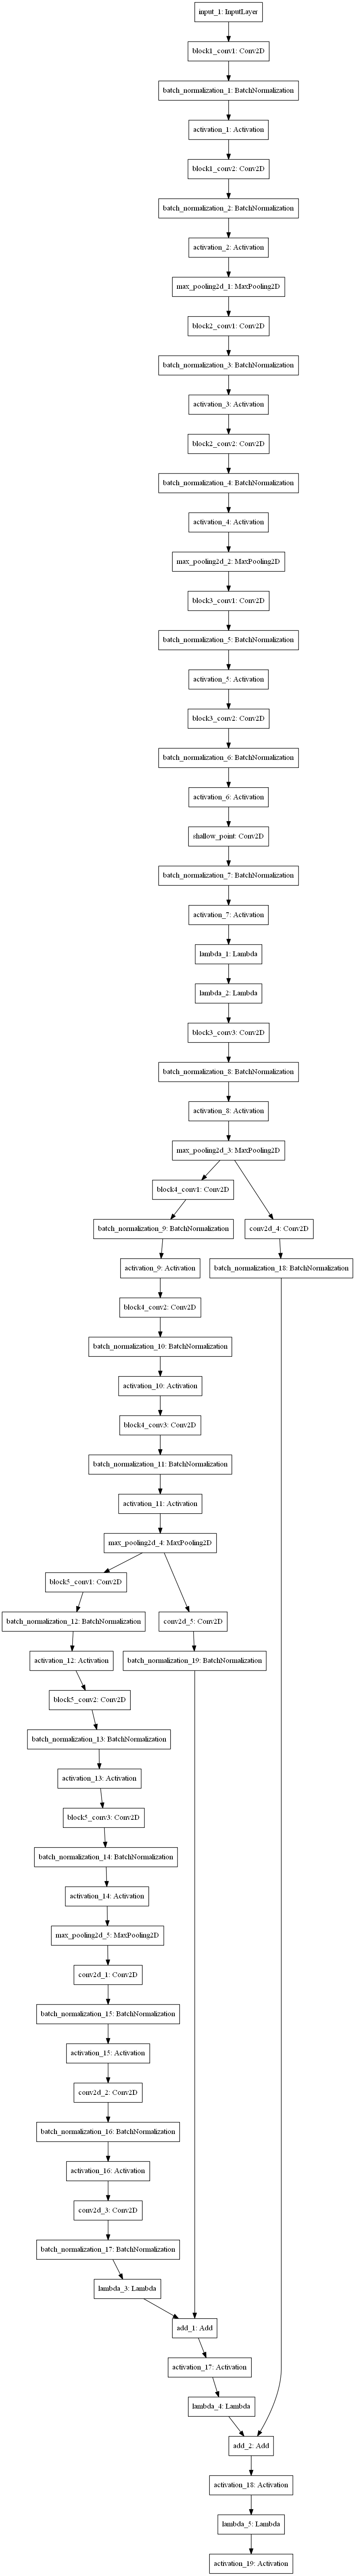 input_1: InputLayer
block1_conv1: Conv2D
batch_normalization_1: BatchNormalization
activation_1: Activation
block1_conv2: Conv2D
batch_normalization_2: BatchNormalization
activation_2: Activation
max_pooling2d_1: MaxPooling2D
block2_conv1: Conv2D
batch_normalization_3: BatchNormalization
activation_3: Activation
block2_conv2: Conv2D
batch_normalization_4: BatchNormalization
activation_4: Activation
max_pooling2d_2: MaxPooling2D
block3_conv1: Conv2D
batch_normalization_5: BatchNormalization
activation_5: Activation
block3_conv2: Conv2D
batch_normalization_6: BatchNormalization
activation_6: Activation
shallow_point: Conv2D
batch_normalization_7: BatchNormalization
activation_7: Activation
lambda_1: Lambda
lambda_2: Lambda
block3_conv3: Conv2D
batch_normalization_8: BatchNormalization
activation_8: Activation
max_pooling2d_3: MaxPooling2D
block4_conv1: Conv2D
batch_normalization_9: BatchNormalization
conv2d_4: Conv2D
activation_9: Activation
batch_normalization_18: BatchNormalization
block4_conv2: Conv2D
batch_normalization_10: BatchNormalization
activation_10: Activation
block4_conv3: Conv2D
batch_normalization_11: BatchNormalization
activation_11: Activation
max_pooling2d_4: MaxPooling2D
block5_conv1: Conv2D
batch_normalization_12: BatchNormalization
conv2d_5: Conv2D
activation_12: Activation
batch_normalization_19: BatchNormalization
block5_conv2: Conv2D
batch_normalization_13: BatchNormalization
activation_13: Activation
block5_conv3: Conv2D
batch_normalization_14: BatchNormalization
activation_14: Activation
max_pooling2d_5: MaxPooling2D
conv2d_1: Conv2D
batch_normalization_15: BatchNormalization
activation_15: Activation
conv2d_2: Conv2D
batch_normalization_16: BatchNormalization
activation_16: Activation
conv2d_3: Conv2D
batch_normalization_17: BatchNormalization
lambda_3: Lambda
add_1: Add
activation_17: Activation
lambda_4: Lambda
add_2: Add
activation_18: Activation
lambda_5: Lambda
activation_19: Activation